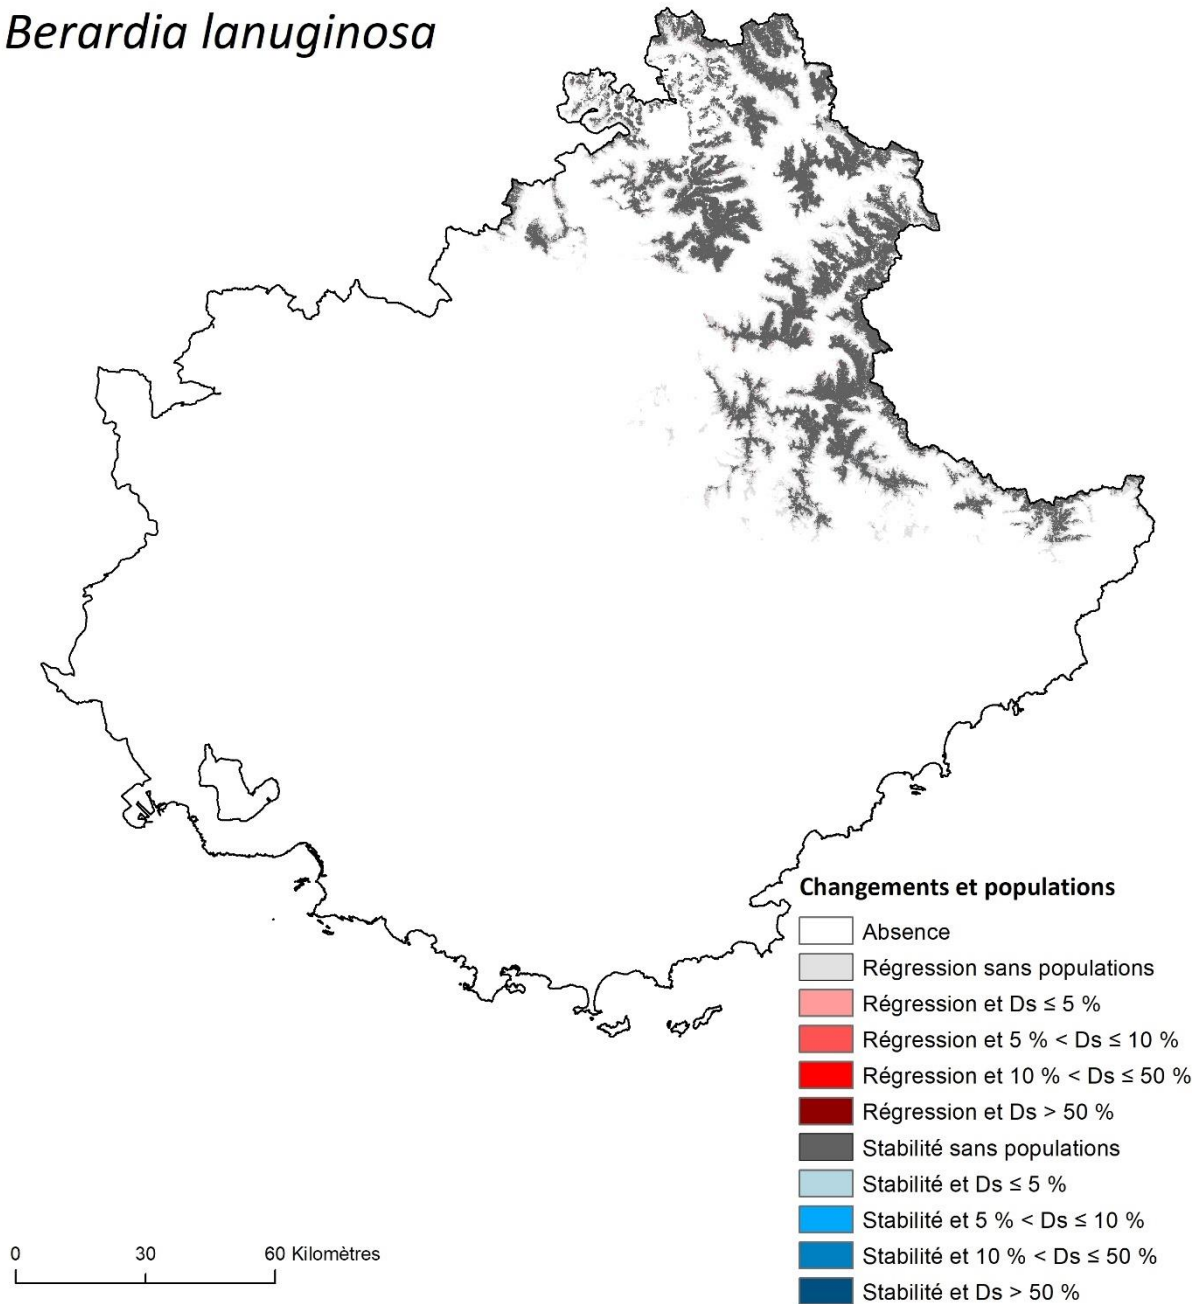 Berardia lanuginosa
Changements et populations
Absence
Régression sans populations
Régression et Ds ≤ 5 %
Régression et 5 % < Ds ≤ 10 %
Régression et 10 % < Ds ≤ 50 %
Régression et Ds > 50 %
Stabilité sans populations
Stabilité et Ds ≤ 5 %
Stabilité et 5 % < Ds ≤ 10 %
Stabilité et 10 % < Ds ≤ 50 %
Stabilité et Ds > 50 %
0 30 60 Kilomètres